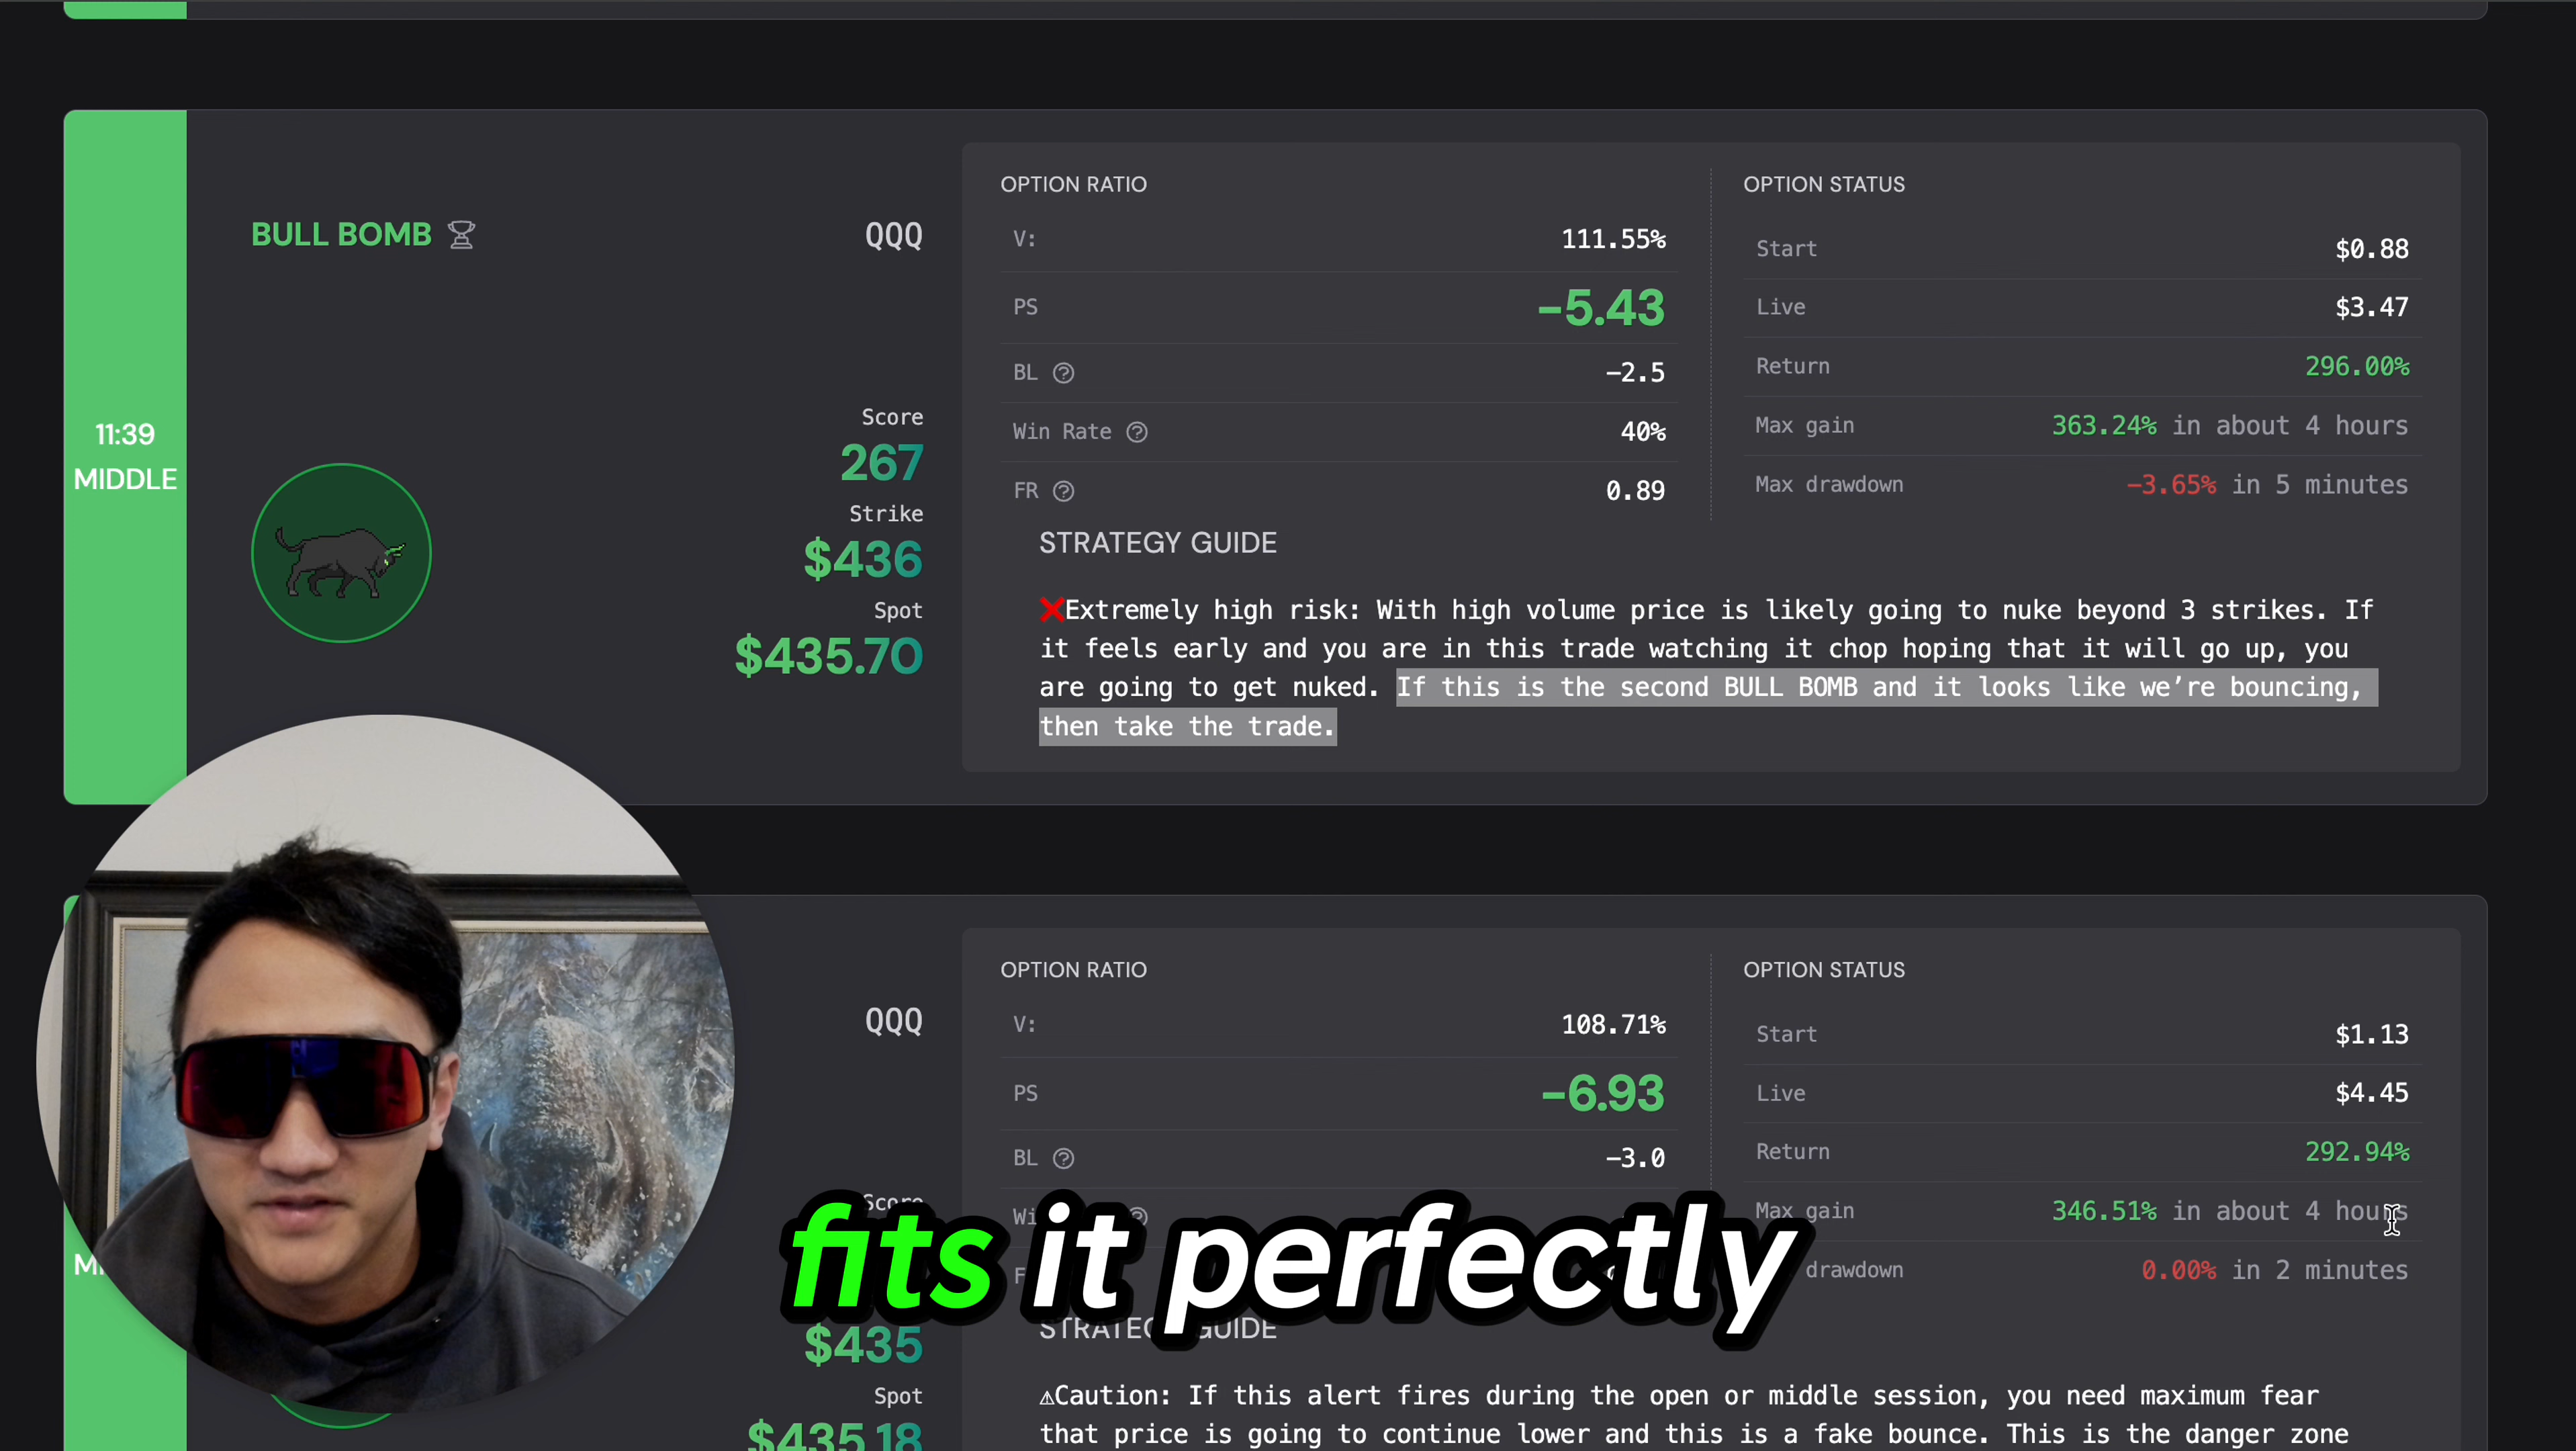 11:39
MIDDLE
BULL BOMB
QQQ
Score
267
Strike
$436
Spot
$435.70
OPTION RATIO
V: 111.55%
PS -5.43
BL ? -2.5
Win Rate ? 40%
FR ? 0.89
OPTION STATUS
Start $0.88
Live $3.47
Return 296.00%
Max gain 363.24% in about 4 hours
Max drawdown -3.65% in 5 minutes
STRATEGY GUIDE
❌Extremely high risk: With high volume price is likely going to nuke beyond 3 strikes. If
it feels early and you are in this trade watching it chop hoping that it will go up, you
are going to get nuked. If this is the second BULL BOMB and it looks like we're bouncing,
then take the trade.
QQQ
Score
$435
Spot
$435.18
OPTION RATIO
V: 108.71%
PS -6.93
BL ? -3.0
OPTION STATUS
Start $1.13
Live $4.45
Return 292.94%
Max gain 346.51% in about 4 hours
drawdown 0.00% in 2 minutes
fits it perfectly
STRATEGY GUIDE
⚠Caution: If this alert fires during the open or middle session, you need maximum fear
that price is going to continue lower and this is a fake bounce. This is the danger zone